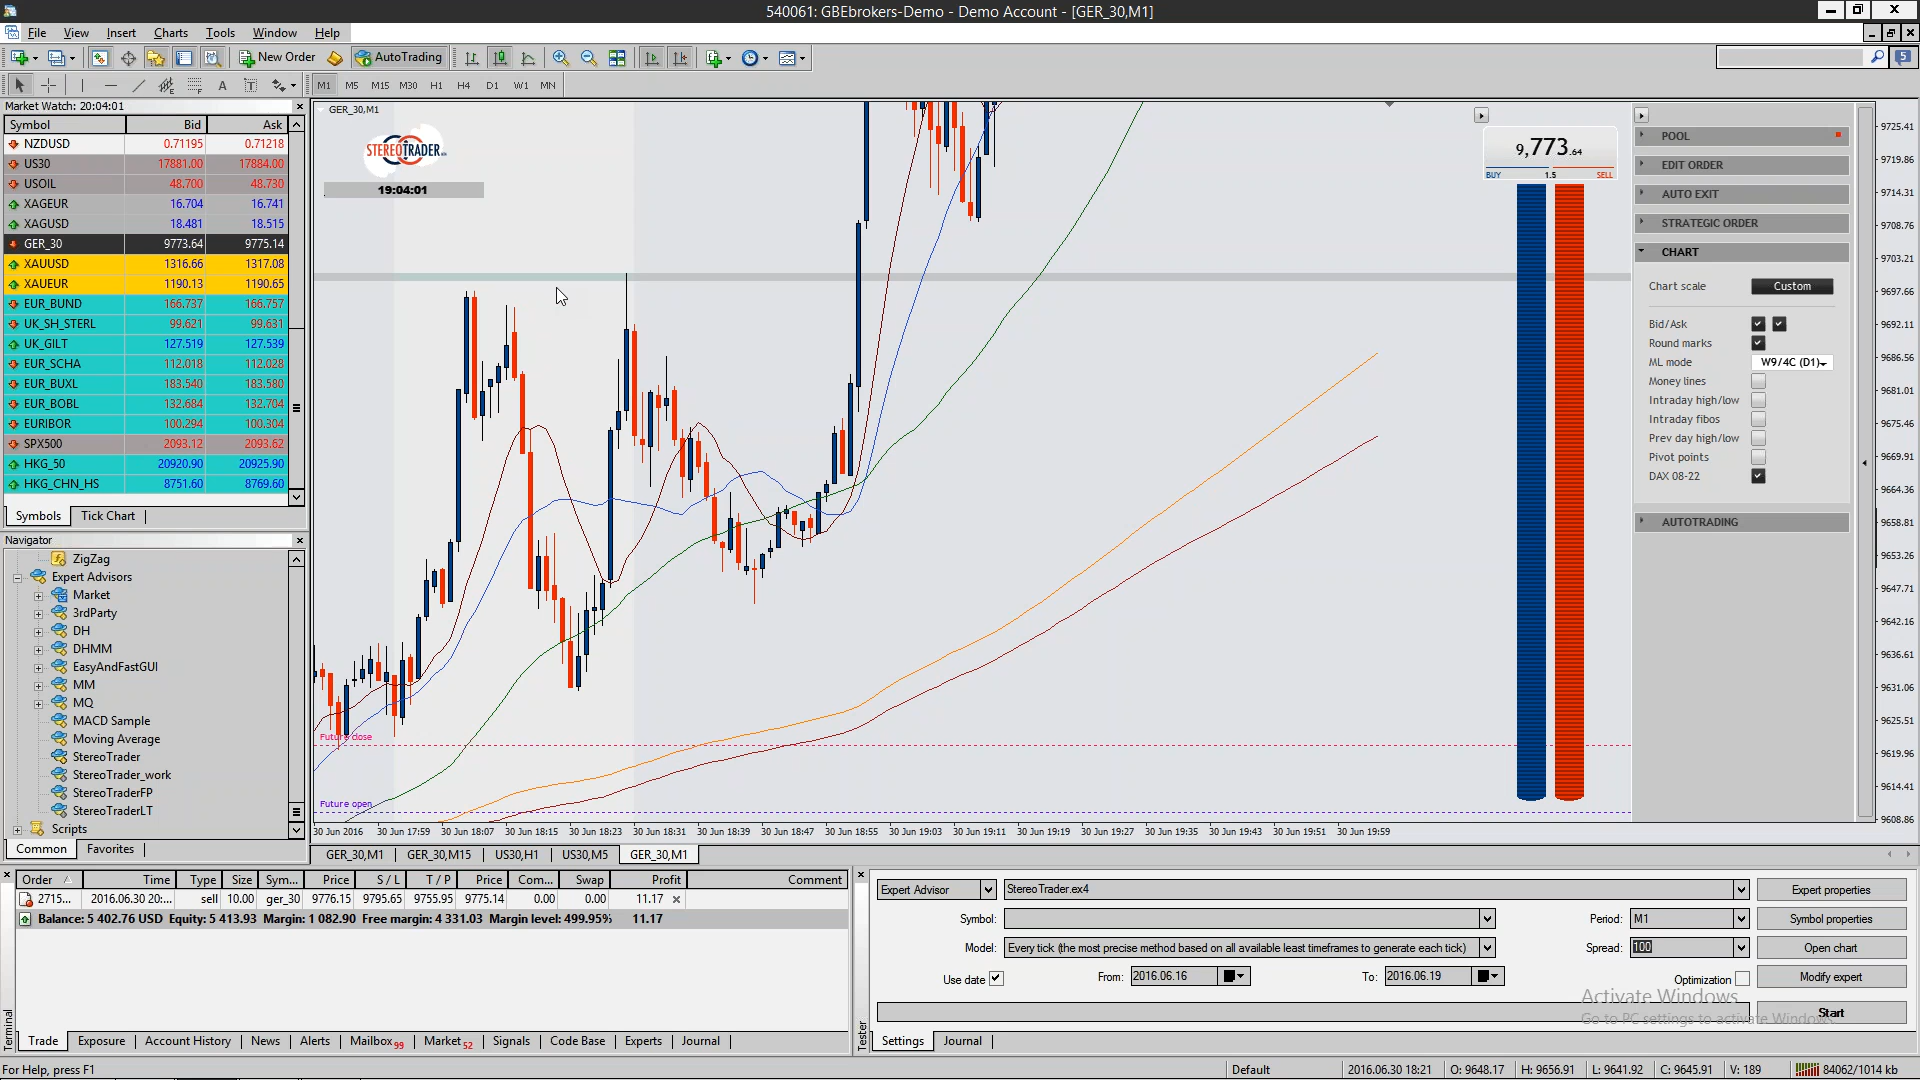 540061: GBEbrokers-Demo - Demo Account - [GER_30,M1]
File View Insert Charts Tools Window Help
New Order AutoTrading
5
A T M1 M5 M15 M30 H1 H4 D1 W1 MN
Market Watch: 20:04:01
Symbol Bid Ask
NZDUSD 0.71195 0.71218
US30 17881.00 17884.00
USOIL 48.700 48.730
XAGEUR 16.704 16.741
XAGUSD 18.481 18.515
GER_30 9773.64 9775.14
XAUUSD 1316.66 1317.08
XAUEUR 1190.13 1190.65
EUR_BUND 166.737 166.757
UK_SH_STERL 99.621 99.631
UK_GILT 127.519 127.539
EUR_SCHA 112.018 112.028
EUR_BUXL 183.540 183.580
EUR_BOBL 132.684 132.704
EURIBOR 100.294 100.304
SPX500 2093.12 2093.62
HKG_50 20920.90 20925.90
HKG_CHN_HS 8751.60 8769.60
Symbols Tick Chart
Navigator
ZigZag
Expert Advisors
Market
3rdParty
DH
DHMM
EasyAndFastGUI
MM
MQ
MACD Sample
Moving Average
StereoTrader
StereoTrader_work
StereoTraderFP
StereoTraderLT
Scripts
Common Favorites
GER_30,M1
STEREOTRADER
19:04:01
Future close
Future open
9,773.64
BUY 1.5 SELL
POOL
EDIT ORDER
AUTO EXIT
STRATEGIC ORDER
CHART
Chart scale Custom
Bid/Ask
Round marks
ML mode W9/4C (D1)
Money lines
Intraday high/low
Intraday fibos
Prev day high/low
Pivot points
DAX 08-22
AUTOTRADING
9725.41
9719.86
9714.31
9708.76
9703.21
9697.66
9692.11
9686.56
9681.01
9675.46
9669.91
9664.36
9658.81
9653.26
9647.71
9642.16
9636.61
9631.06
9625.51
9619.96
9614.41
9608.86
30 Jun 2016 30 Jun 17:59 30 Jun 18:07 30 Jun 18:15 30 Jun 18:23 30 Jun 18:31 30 Jun 18:39 30 Jun 18:47 30 Jun 18:55 30 Jun 19:03 30 Jun 19:11 30 Jun 19:19 30 Jun 19:27 30 Jun 19:35 30 Jun 19:43 30 Jun 19:51 30 Jun 19:59
GER_30,M1 GER_30,M15 US30,H1 US30,M5 GER_30,M1
Order Time Type Size Sym... Price S / L T / P Price Com... Swap Profit Comment
2715... 2016.06.30 20:... sell 10.00 ger_30 9776.15 9795.65 9755.95 9775.14 0.00 0.00 11.17
Balance: 5 402.76 USD Equity: 5 413.93 Margin: 1 082.90 Free margin: 4 331.03 Margin level: 499.95% 11.17
Terminal
Trade Exposure Account History News Alerts Mailbox 99 Market 52 Signals Code Base Experts Journal
Expert Advisor StereoTrader.ex4 Expert properties
Symbol: Period: M1 Symbol properties
Model: Every tick (the most precise method based on all available least timeframes to generate each tick) Spread: 100 Open chart
Use date From: 2016.06.16 To: 2016.06.19 Optimization Modify expert
Start
Activate Windows
Go to PC settings to activate Windows.
Tester
Settings Journal
For Help, press F1 Default 2016.06.30 18:21 O: 9648.17 H: 9656.91 L: 9641.92 C: 9645.91 V: 189 84062/1014 kb